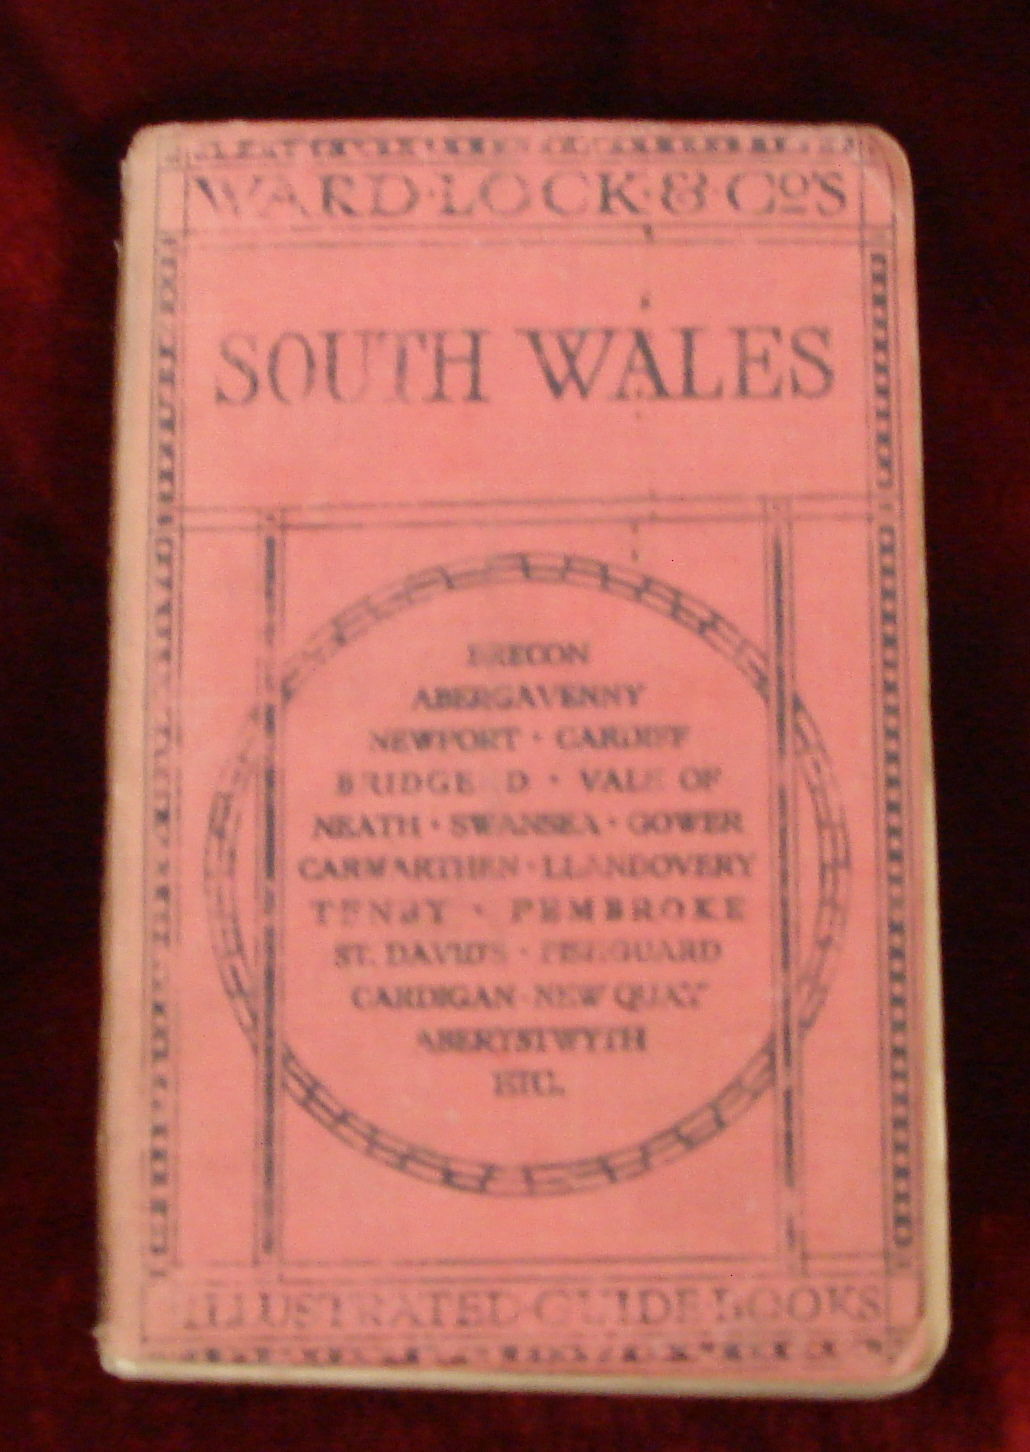 WARD·LOCK·&·Cº'S
SOUTH WALES
BRECON
ABERGAVENNY
NEWPORT · CARDIFF
BRIDGEND · VALE OF
NEATH · SWANSEA · GOWER
CARMARTHEN · LLANDOVERY
TENBY · PEMBROKE
ST. DAVID'S · FISHGUARD
CARDIGAN · NEW QUAY
ABERYSTWYTH
ETC.
ILLUSTRATED·GUIDE·BOOKS